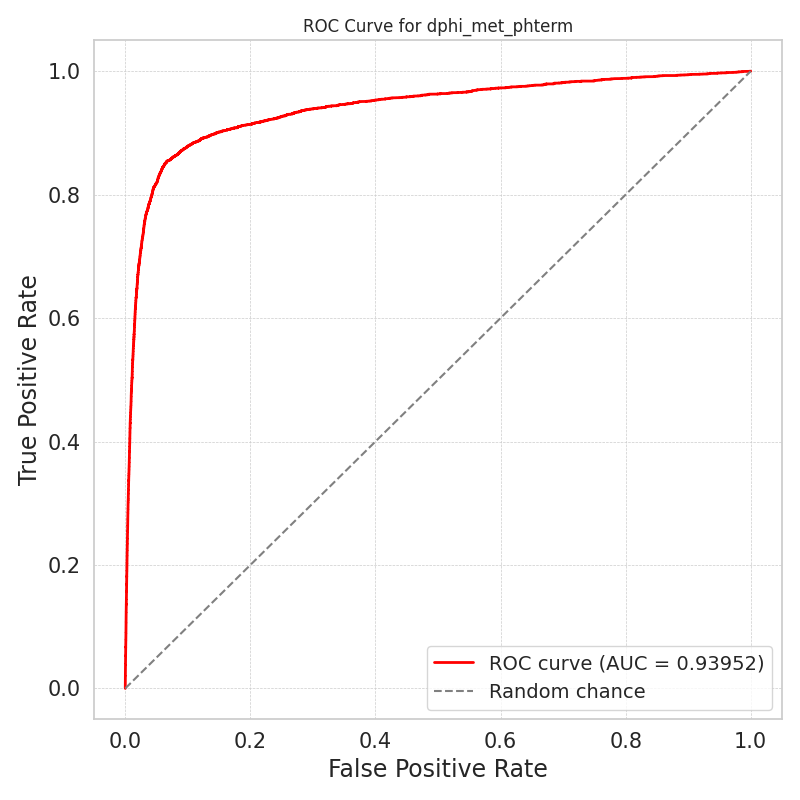 ROC Curve for dphi_met_phterm
1.0
0.8
0.6
0.4
0.2
0.0
True Positive Rate
ROC curve (AUC = 0.93952)
Random chance
0.0 0.2 0.4 0.6 0.8 1.0
False Positive Rate